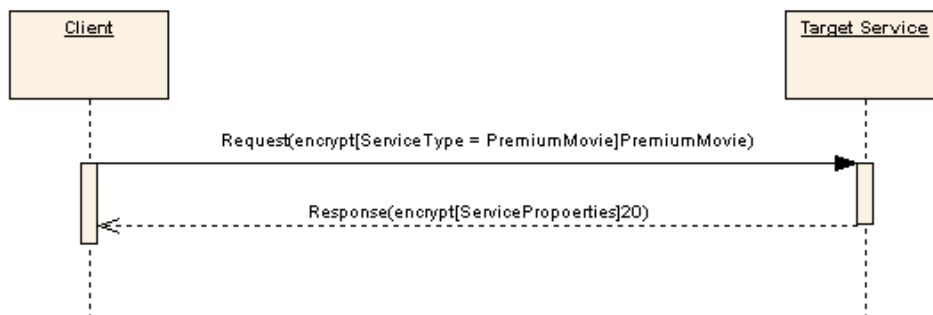 Client
Target Service
Request(encrypt[ServiceType = PremiumMovie]PremiumMovie)
Response(encrypt[ServicePropoerties]20)